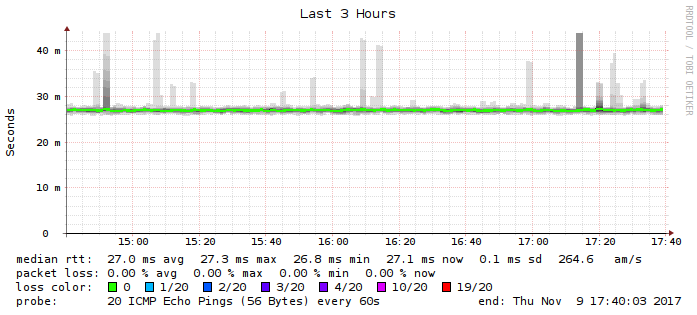 Last 3 Hours
RRDTOOL / TOBI OETIKER
Seconds
40 m
30 m
20 m
10 m
0
15:00 15:20 15:40 16:00 16:20 16:40 17:00 17:20 17:40
median rtt: 27.0 ms avg 27.3 ms max 26.8 ms min 27.1 ms now 0.1 ms sd 264.6 am/s
packet loss: 0.00 % avg 0.00 % max 0.00 % min 0.00 % now
loss color: 0 1/20 2/20 3/20 4/20 10/20 19/20
probe: 20 ICMP Echo Pings (56 Bytes) every 60s end: Thu Nov 9 17:40:03 2017